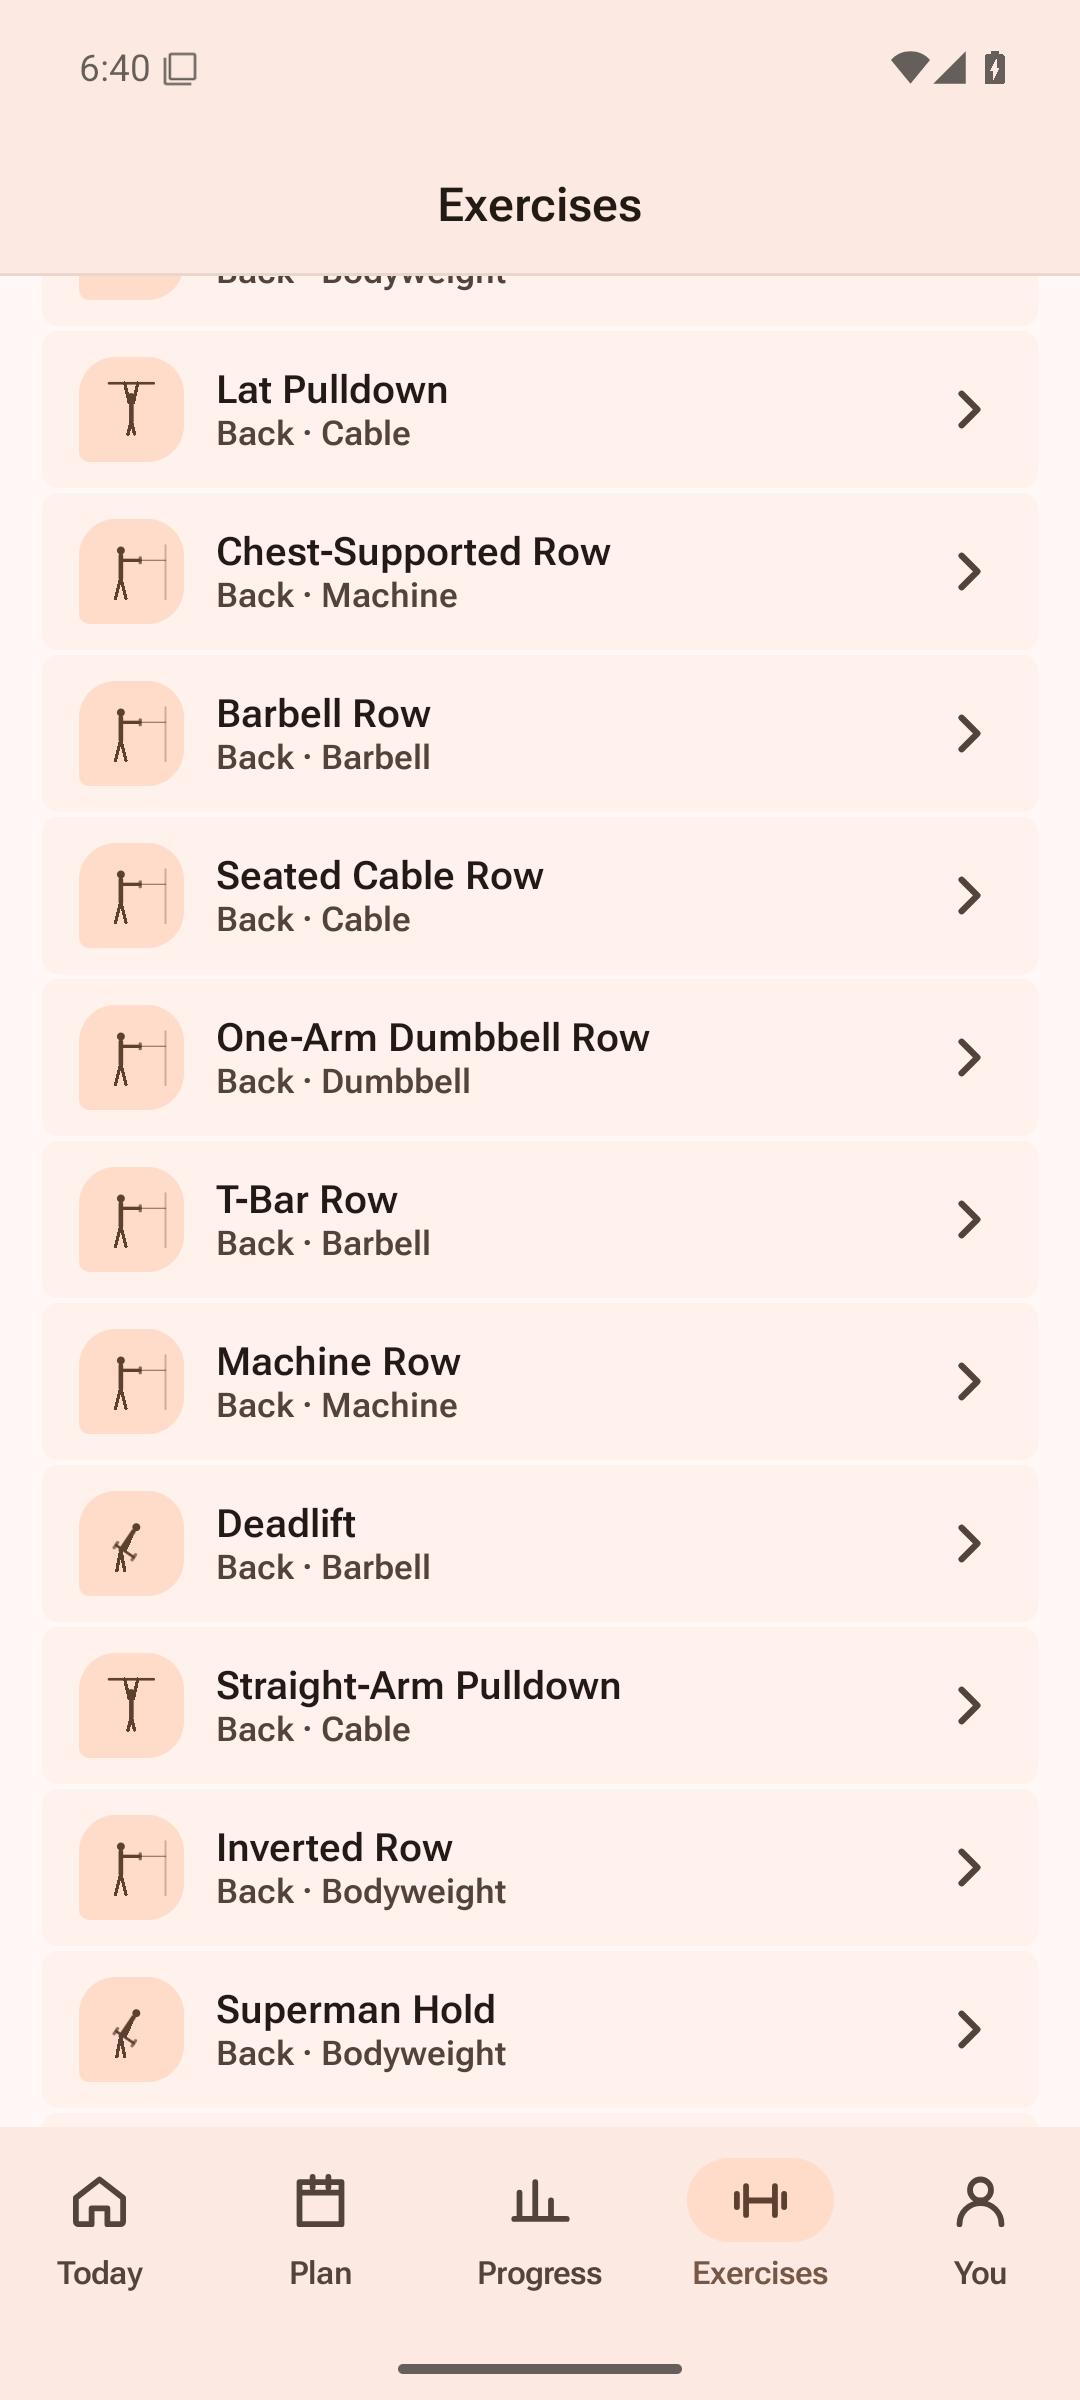 6:40
Exercises
Back · Bodyweight
Lat Pulldown
Back · Cable
Chest-Supported Row
Back · Machine
Barbell Row
Back · Barbell
Seated Cable Row
Back · Cable
One-Arm Dumbbell Row
Back · Dumbbell
T-Bar Row
Back · Barbell
Machine Row
Back · Machine
Deadlift
Back · Barbell
Straight-Arm Pulldown
Back · Cable
Inverted Row
Back · Bodyweight
Superman Hold
Back · Bodyweight
Today
Plan
Progress
Exercises
You